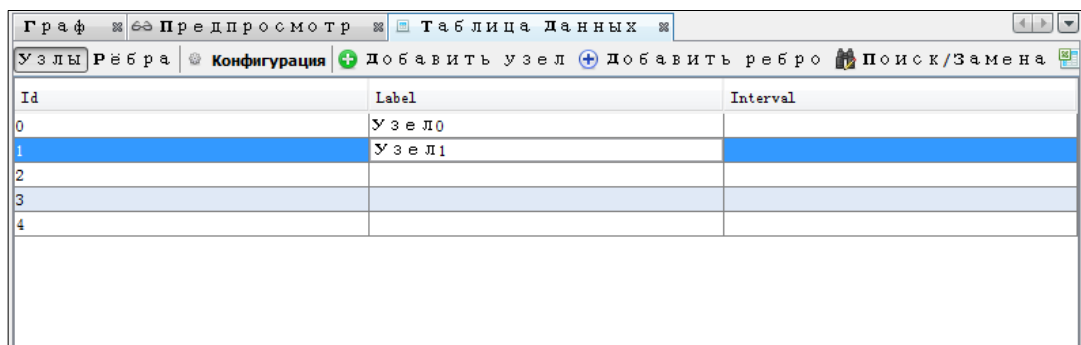 Граф Предпросмотр Таблица Данных
Узлы Рёбра Конфигурация Добавить узел Добавить ребро Поиск/Замена
Id Label Interval
0 Узел0
1 Узел1
2
3
4